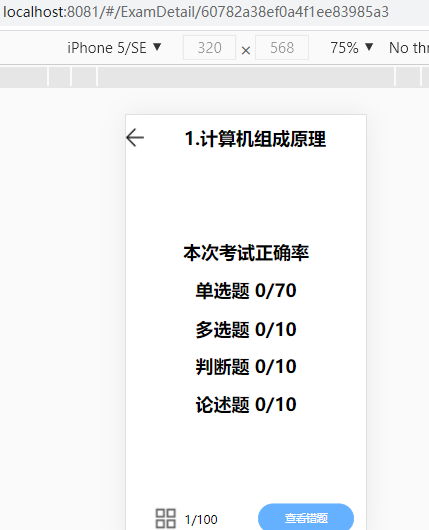 localhost:8081/#/ExamDetail/60782a38ef0a4f1ee83985a3
iPhone 5/SE ▼ 320 × 568 75% ▼ No thr
1.计算机组成原理
本次考试正确率
单选题 0/70
多选题 0/10
判断题 0/10
论述题 0/10
1/100 查看错题